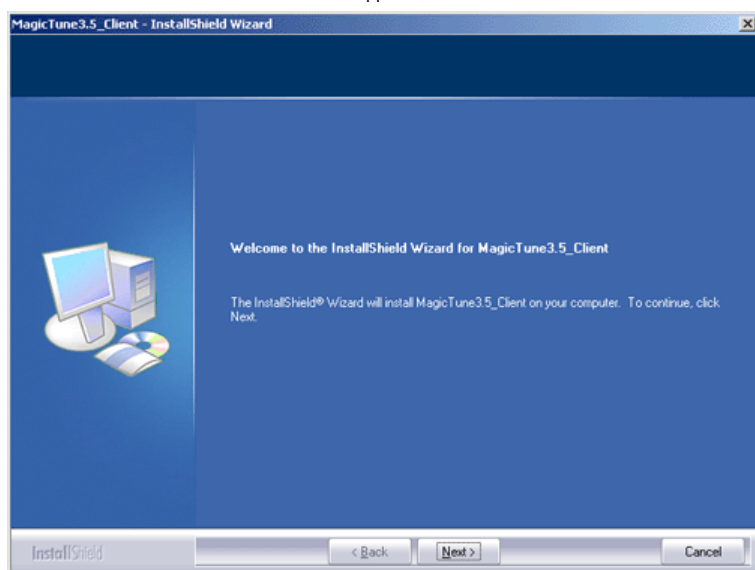 MagicTune3.5_Client - InstallShield Wizard
Welcome to the InstallShield Wizard for MagicTune3.5_Client
The InstallShield® Wizard will install MagicTune3.5_Client on your computer. To continue, click
Next.
InstallShield
< Back Next > Cancel